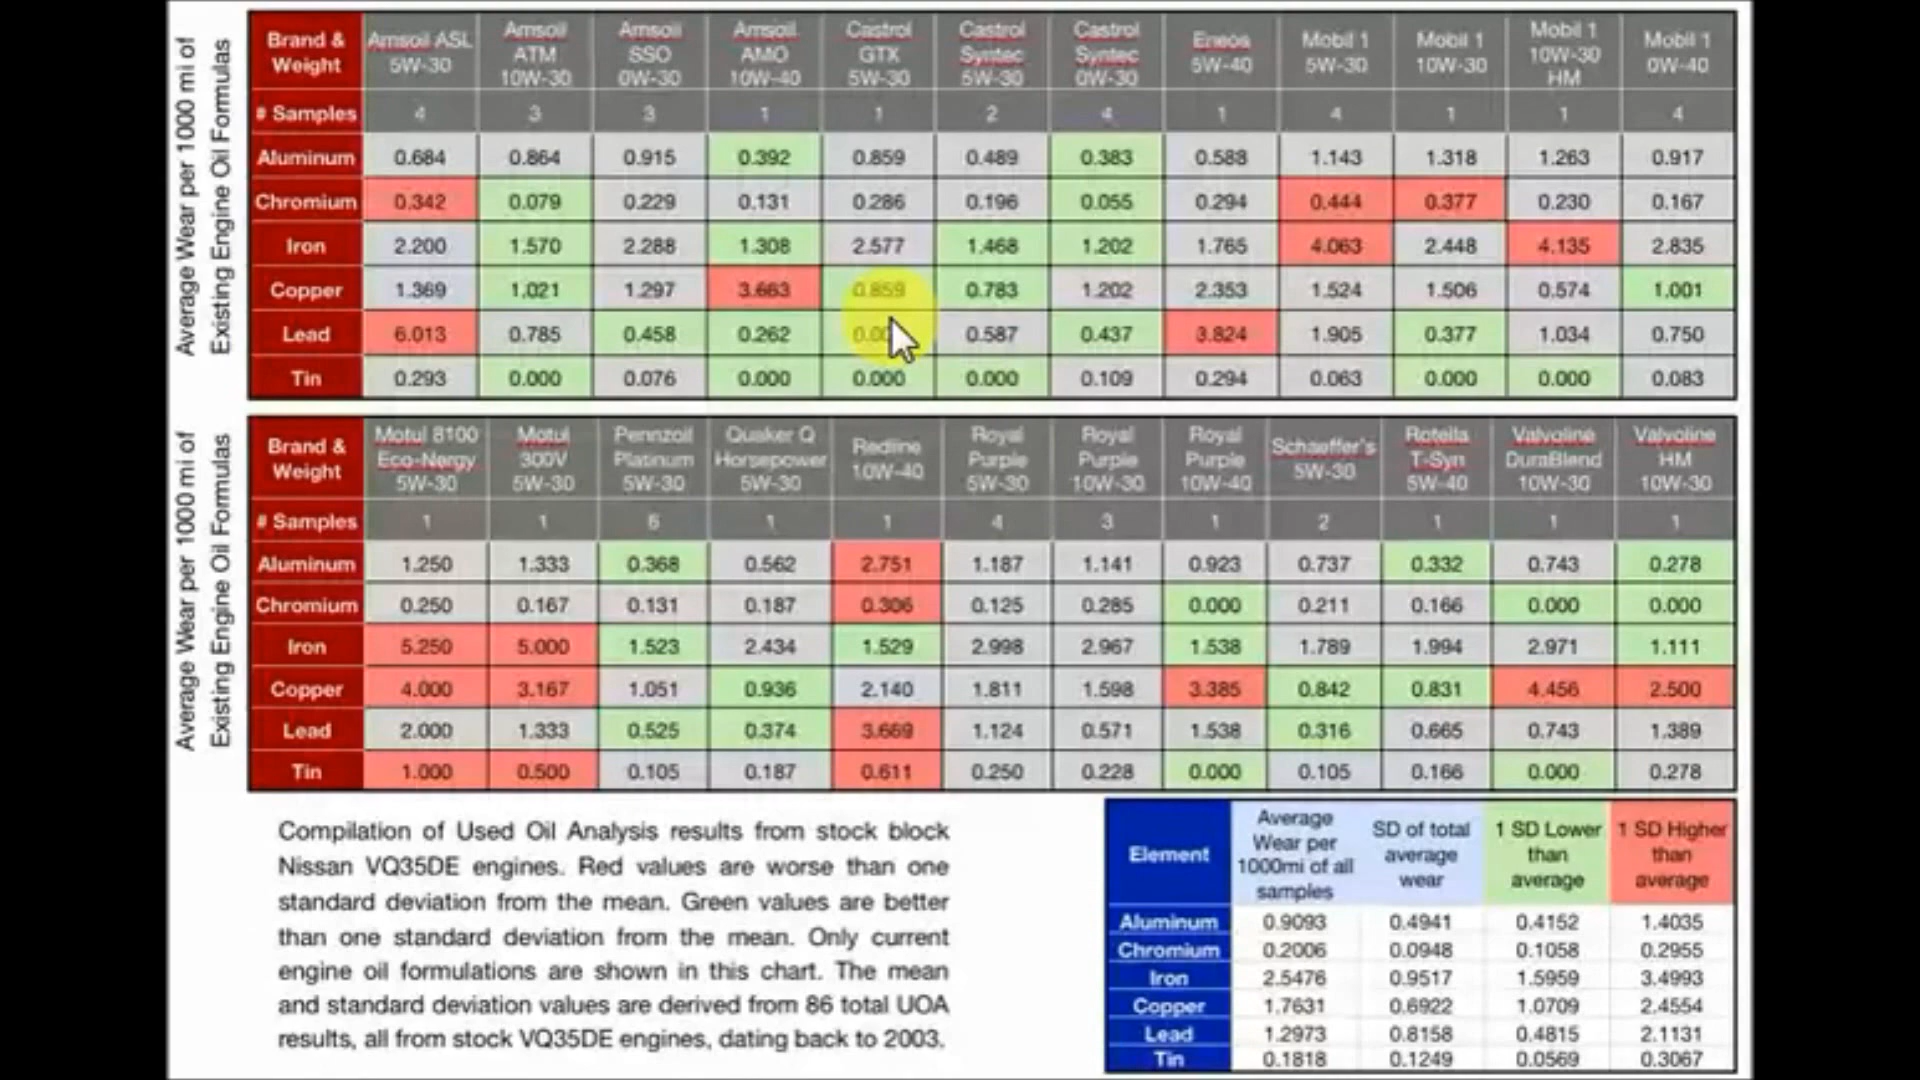 Average Wear per 1000 mi of
Existing Engine Oil Formulas
Brand & Weight Amsoil ASL 5W-30 Amsoil ATM 10W-30 Amsoil SSO 0W-30 Amsoil AMO 10W-40 Castrol GTX 5W-30 Castrol Syntec 5W-30 Castrol Syntec 0W-30 Eneos 5W-40 Mobil 1 5W-30 Mobil 1 10W-30 Mobil 1 10W-30 HM Mobil 1 0W-40
# Samples 4 3 3 1 1 2 4 1 4 1 1 4
Aluminum 0.684 0.864 0.915 0.392 0.859 0.489 0.383 0.588 1.143 1.318 1.263 0.917
Chromium 0.342 0.079 0.229 0.131 0.286 0.196 0.055 0.294 0.444 0.377 0.230 0.167
Iron 2.200 1.570 2.288 1.308 2.577 1.468 1.202 1.765 4.063 2.448 4.135 2.835
Copper 1.369 1.021 1.297 3.663 0.859 0.783 1.202 2.353 1.524 1.506 0.574 1.001
Lead 6.013 0.785 0.458 0.262 0.587 0.437 3.824 1.905 0.377 1.034 0.750
Tin 0.293 0.000 0.076 0.000 0.000 0.000 0.109 0.294 0.063 0.000 0.000 0.083
Average Wear per 1000 mi of
Existing Engine Oil Formulas
Brand & Weight Motul 8100 Eco-Nergy 5W-30 Motul 300V 5W-30 Pennzoil Platinum 5W-30 Quaker Q Horsepower 5W-30 Redline 10W-40 Royal Purple 5W-30 Royal Purple 10W-30 Royal Purple 10W-40 Schaeffer's 5W-30 Rotella T-Syn 5W-40 Valvoline DuraBlend 10W-30 Valvoline HM 10W-30
# Samples 1 1 6 1 1 4 3 1 2 1 1 1
Aluminum 1.250 1.333 0.368 0.562 2.751 1.187 1.141 0.923 0.737 0.332 0.743 0.278
Chromium 0.250 0.167 0.131 0.187 0.306 0.125 0.285 0.000 0.211 0.166 0.000 0.000
Iron 5.250 5.000 1.523 2.434 1.529 2.998 2.967 1.538 1.789 1.994 2.971 1.111
Copper 4.000 3.167 1.051 0.936 2.140 1.811 1.598 3.385 0.842 0.831 4.456 2.500
Lead 2.000 1.333 0.525 0.374 3.669 1.124 0.571 1.538 0.316 0.665 0.743 1.389
Tin 1.000 0.500 0.105 0.187 0.611 0.250 0.228 0.000 0.105 0.166 0.000 0.278
Compilation of Used Oil Analysis results from stock block
Nissan VQ35DE engines. Red values are worse than one
standard deviation from the mean. Green values are better
than one standard deviation from the mean. Only current
engine oil formulations are shown in this chart. The mean
and standard deviation values are derived from 86 total UOA
results, all from stock VQ35DE engines, dating back to 2003.
Element Average Wear per 1000mi of all samples SD of total average wear 1 SD Lower than average 1 SD Higher than average
Aluminum 0.9093 0.4941 0.4152 1.4035
Chromium 0.2006 0.0948 0.1058 0.2955
Iron 2.5476 0.9517 1.5959 3.4993
Copper 1.7631 0.6922 1.0709 2.4554
Lead 1.2973 0.8158 0.4815 2.1131
Tin 0.1818 0.1249 0.0569 0.3067